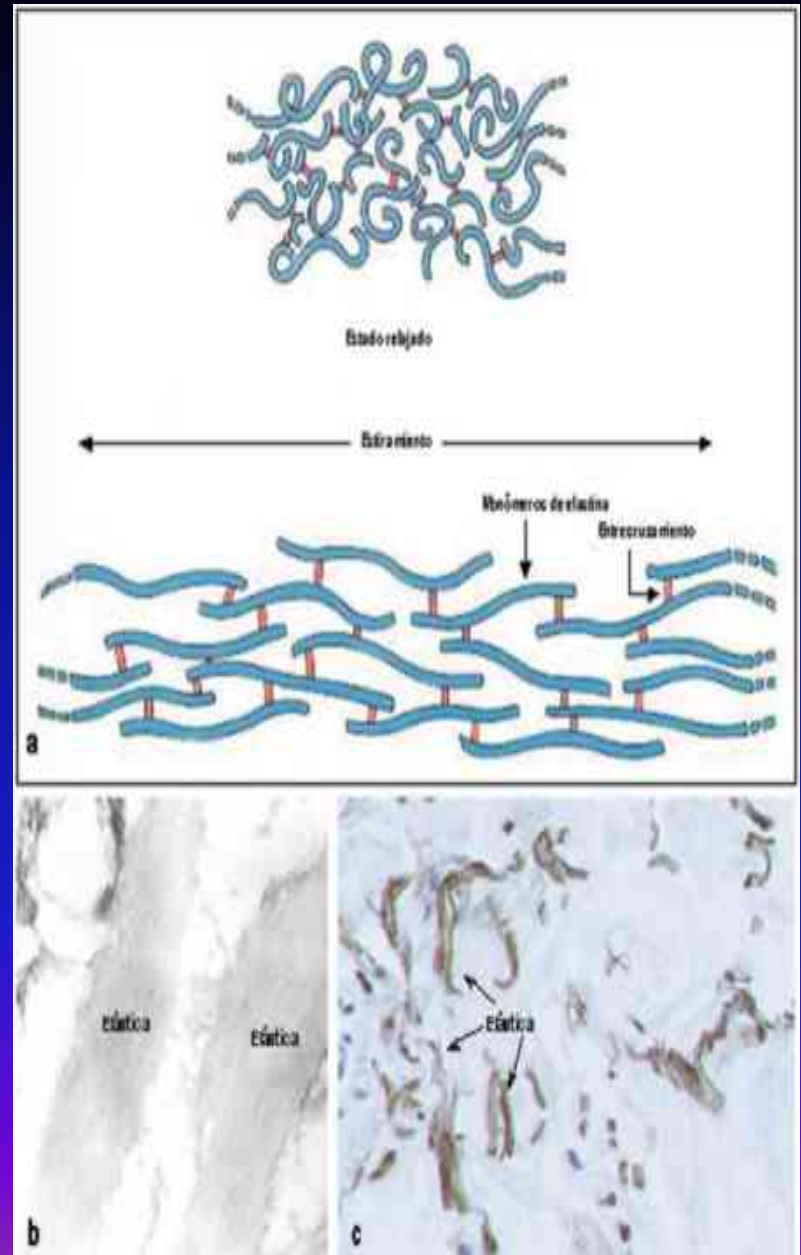 Estado relajado
Estiramiento
Monómeros de elastina
Entrecruzamiento
a
Elástica
Elástica
Elástica
b
c